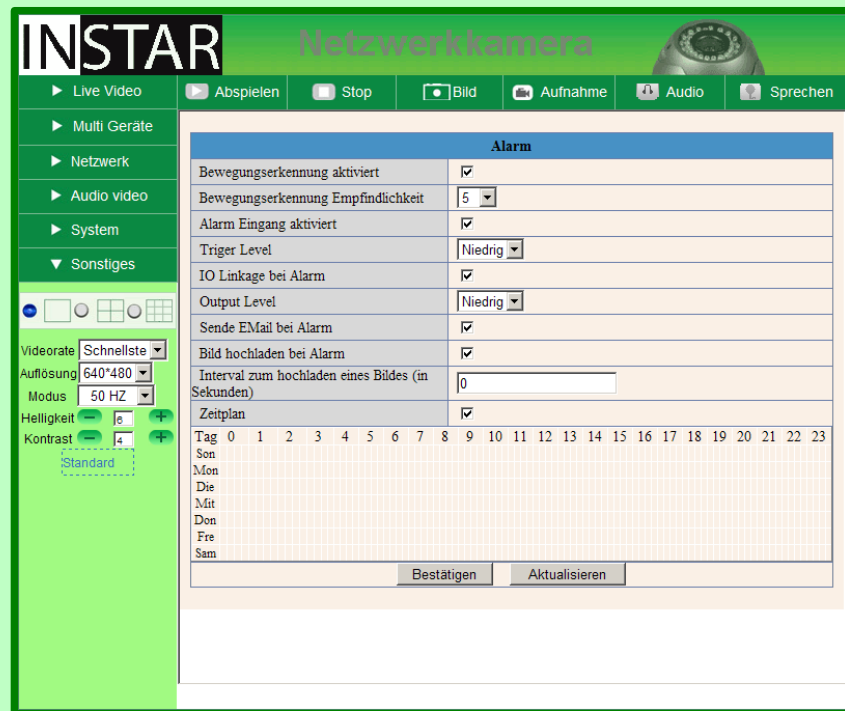 INSTAR Netzwerkkamera
Live Video
Multi Geräte
Netzwerk
Audio video
System
Sonstiges
Abspielen Stop Bild Aufnahme Audio Sprechen
Videorate Schnellste
Auflösung 640*480
Modus 50 HZ
Helligkeit 6
Kontrast 4
Standard
Alarm
Bewegungserkennung aktiviert
Bewegungserkennung Empfindlichkeit 5
Alarm Eingang aktiviert
Triger Level Niedrig
IO Linkage bei Alarm
Output Level Niedrig
Sende EMail bei Alarm
Bild hochladen bei Alarm
Interval zum hochladen eines Bildes (in
Sekunden) 0
Zeitplan
Tag 0 1 2 3 4 5 6 7 8 9 10 11 12 13 14 15 16 17 18 19 20 21 22 23
Son
Mon
Die
Mit
Don
Fre
Sam
Bestätigen Aktualisieren